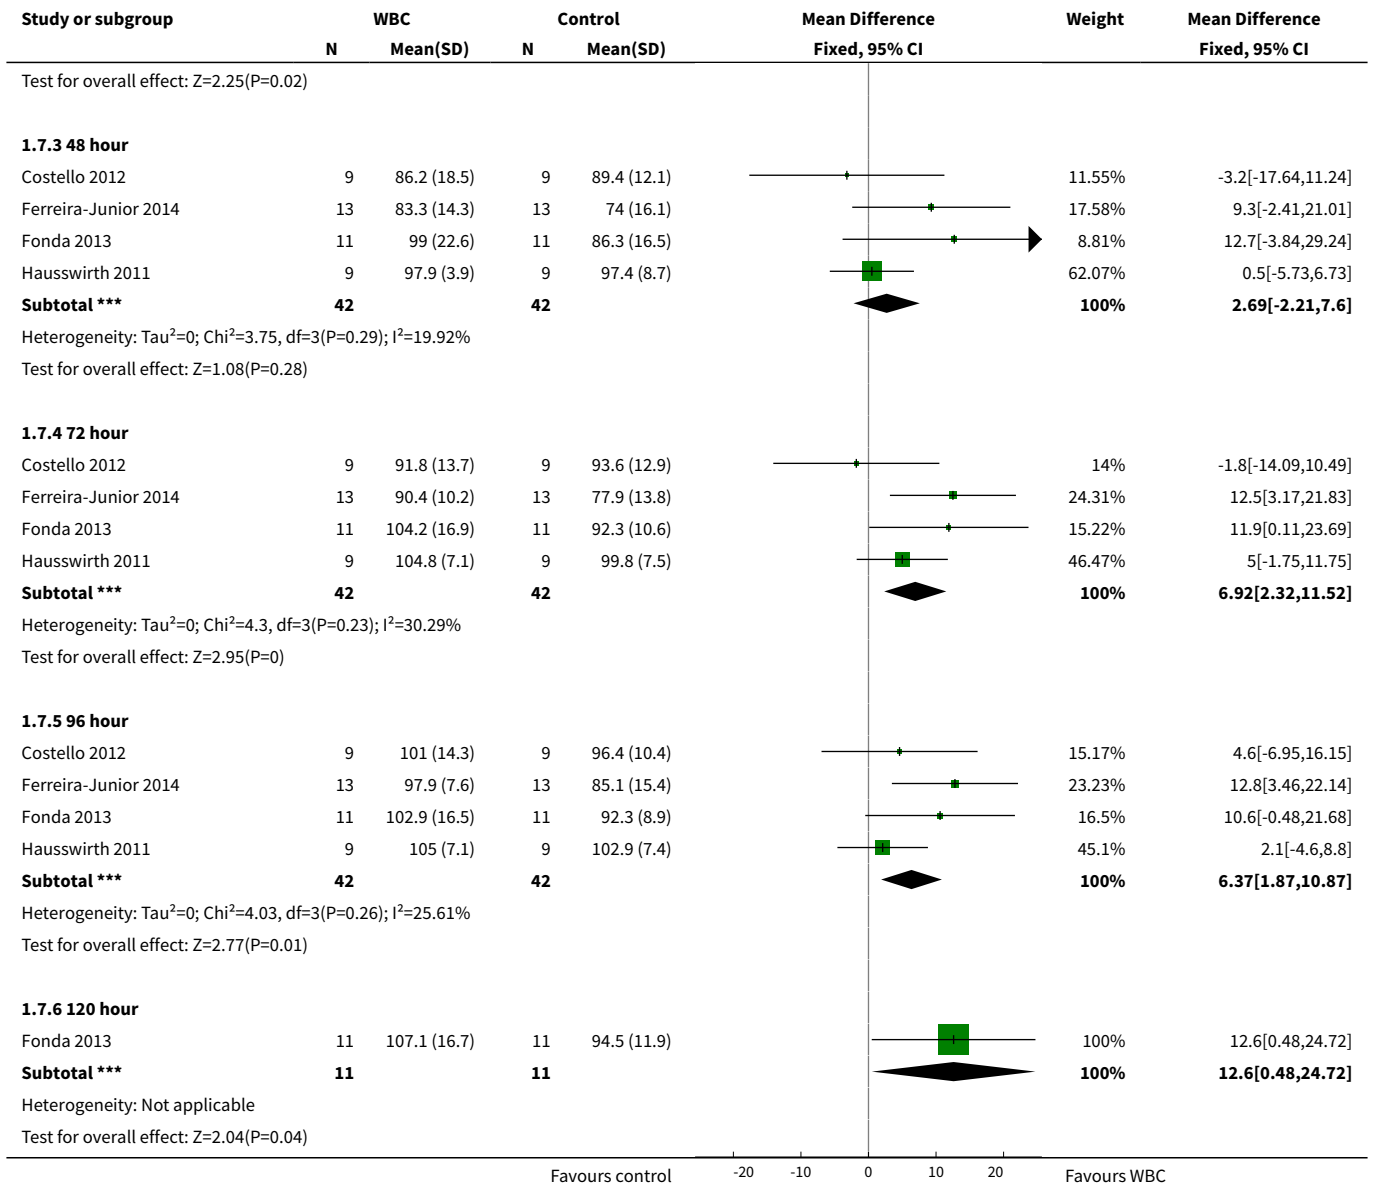 Study or subgroup WBC Control Mean Difference Weight Mean Difference
N Mean(SD) N Mean(SD) Fixed, 95% CI Fixed, 95% CI
Test for overall effect: Z=2.25(P=0.02)
1.7.3 48 hour
Costello 2012 9 86.2 (18.5) 9 89.4 (12.1) 11.55% -3.2[-17.64,11.24]
Ferreira-Junior 2014 13 83.3 (14.3) 13 74 (16.1) 17.58% 9.3[-2.41,21.01]
Fonda 2013 11 99 (22.6) 11 86.3 (16.5) 8.81% 12.7[-3.84,29.24]
Hausswirth 2011 9 97.9 (3.9) 9 97.4 (8.7) 62.07% 0.5[-5.73,6.73]
Subtotal *** 42 42 100% 2.69[-2.21,7.6]
Heterogeneity: Tau²=0; Chi²=3.75, df=3(P=0.29); I²=19.92%
Test for overall effect: Z=1.08(P=0.28)
1.7.4 72 hour
Costello 2012 9 91.8 (13.7) 9 93.6 (12.9) 14% -1.8[-14.09,10.49]
Ferreira-Junior 2014 13 90.4 (10.2) 13 77.9 (13.8) 24.31% 12.5[3.17,21.83]
Fonda 2013 11 104.2 (16.9) 11 92.3 (10.6) 15.22% 11.9[0.11,23.69]
Hausswirth 2011 9 104.8 (7.1) 9 99.8 (7.5) 46.47% 5[-1.75,11.75]
Subtotal *** 42 42 100% 6.92[2.32,11.52]
Heterogeneity: Tau²=0; Chi²=4.3, df=3(P=0.23); I²=30.29%
Test for overall effect: Z=2.95(P=0)
1.7.5 96 hour
Costello 2012 9 101 (14.3) 9 96.4 (10.4) 15.17% 4.6[-6.95,16.15]
Ferreira-Junior 2014 13 97.9 (7.6) 13 85.1 (15.4) 23.23% 12.8[3.46,22.14]
Fonda 2013 11 102.9 (16.5) 11 92.3 (8.9) 16.5% 10.6[-0.48,21.68]
Hausswirth 2011 9 105 (7.1) 9 102.9 (7.4) 45.1% 2.1[-4.6,8.8]
Subtotal *** 42 42 100% 6.37[1.87,10.87]
Heterogeneity: Tau²=0; Chi²=4.03, df=3(P=0.26); I²=25.61%
Test for overall effect: Z=2.77(P=0.01)
1.7.6 120 hour
Fonda 2013 11 107.1 (16.7) 11 94.5 (11.9) 100% 12.6[0.48,24.72]
Subtotal *** 11 11 100% 12.6[0.48,24.72]
Heterogeneity: Not applicable
Test for overall effect: Z=2.04(P=0.04)
Favours control -20 -10 0 10 20 Favours WBC